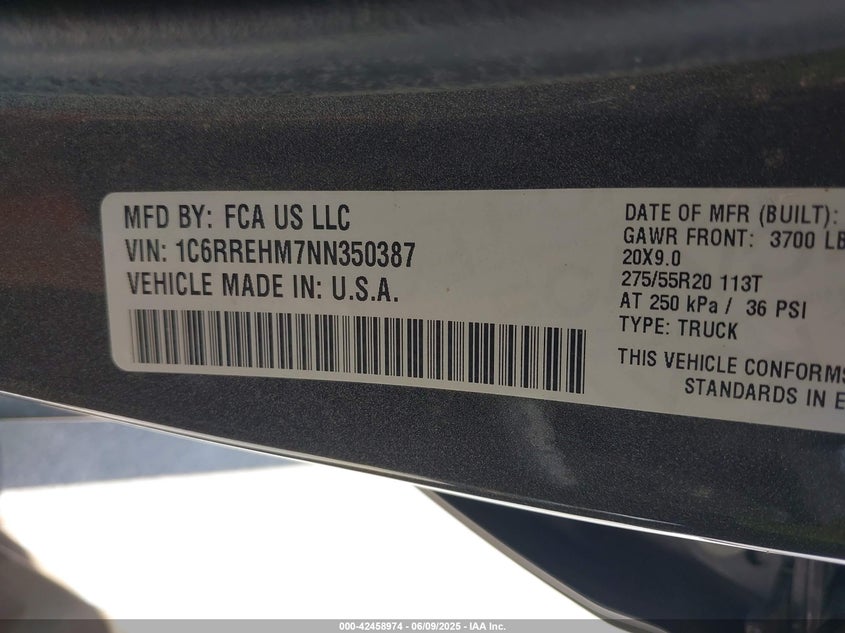 MFD BY: FCA US LLC
VIN: 1C6RREHM7NN350387
VEHICLE MADE IN: U.S.A.
DATE OF MFR (BUILT):
GAWR FRONT: 3700 LB
20X9.0
275/55R20 113T
AT 250 kPa / 36 PSI
TYPE: TRUCK
THIS VEHICLE CONFORMS
STANDARDS IN E
000-42458974 - 06/09/2025 - IAA Inc.